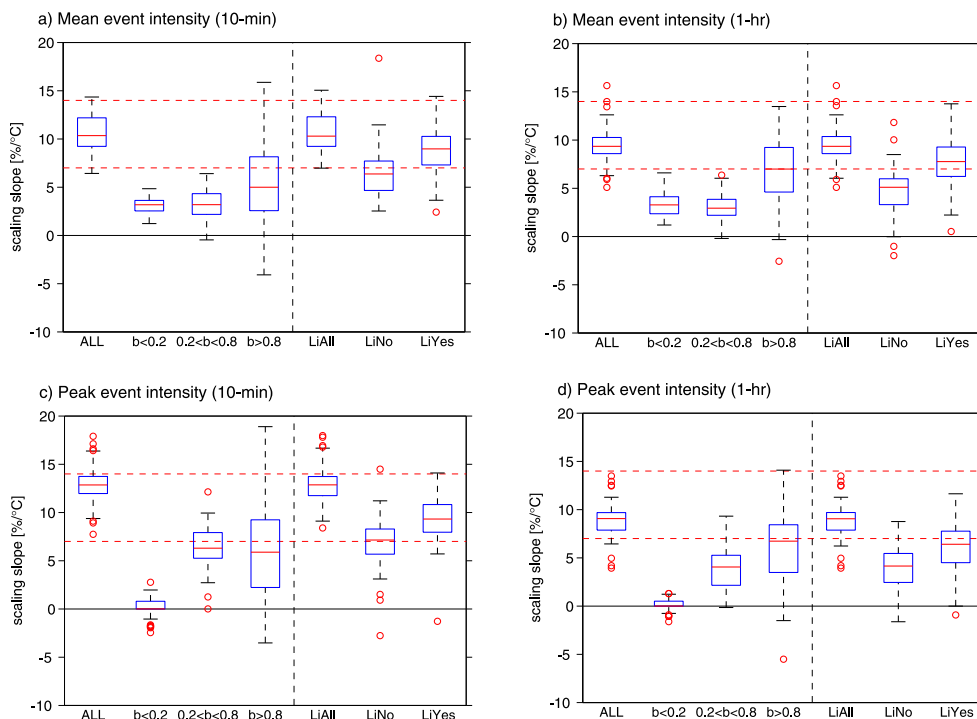 a) Mean event intensity (10-min)
20
15
10
5
0
-5
-10
scaling slope [%/°C]
ALL b<0.2 0.2<b<0.8 b>0.8 LiAll LiNo LiYes
b) Mean event intensity (1-hr)
20
15
10
5
0
-5
-10
scaling slope [%/°C]
ALL b<0.2 0.2<b<0.8 b>0.8 LiAll LiNo LiYes
c) Peak event intensity (10-min)
20
15
10
5
0
-5
-10
scaling slope [%/°C]
ALL b<0.2 0.2<b<0.8 b>0.8 LiAll LiNo LiYes
d) Peak event intensity (1-hr)
20
15
10
5
0
-5
-10
scaling slope [%/°C]
ALL b<0.2 0.2<b<0.8 b>0.8 LiAll LiNo LiYes